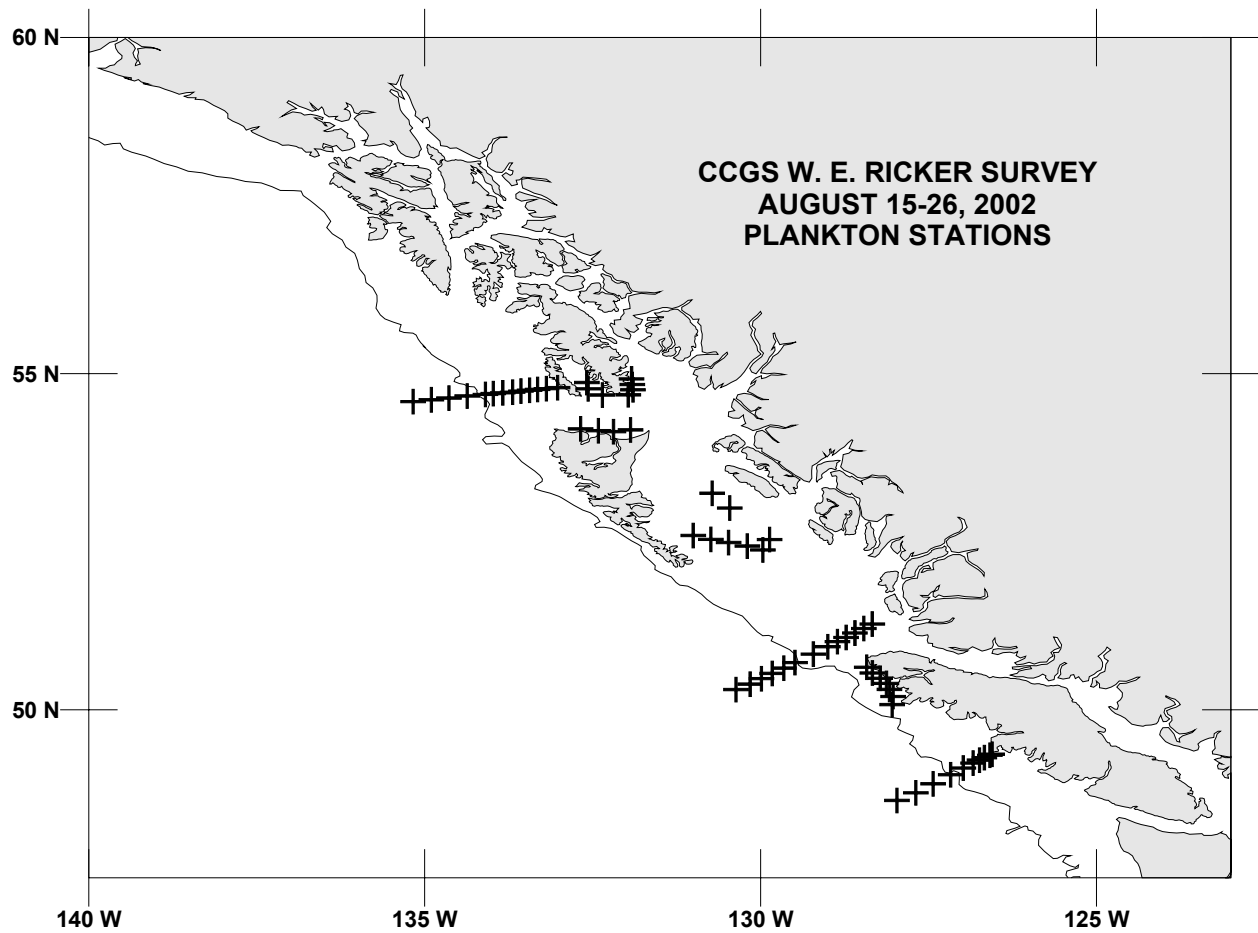 60 N
CCGS W. E. RICKER SURVEY
AUGUST 15-26, 2002
PLANKTON STATIONS
55 N
50 N
140 W
135 W
130 W
125 W